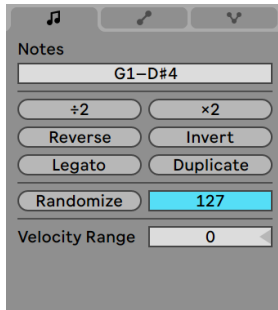 Notes
G1–D♯4
÷2 ×2
Reverse Invert
Legato Duplicate
Randomize 127
Velocity Range 0